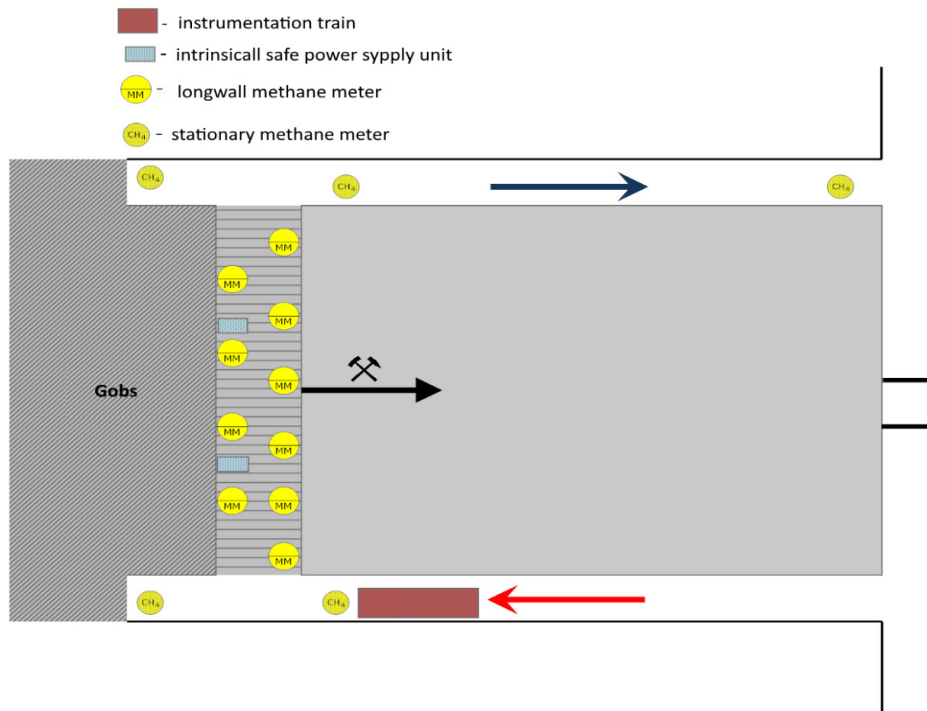 - instrumentation train
- intrinsicall safe power sypply unit
MM - longwall methane meter
CH₄ - stationary methane meter
CH₄
CH₄
CH₄
MM
MM
MM
MM
MM
Gobs
MM
MM
MM
MM
MM
CH₄
CH₄